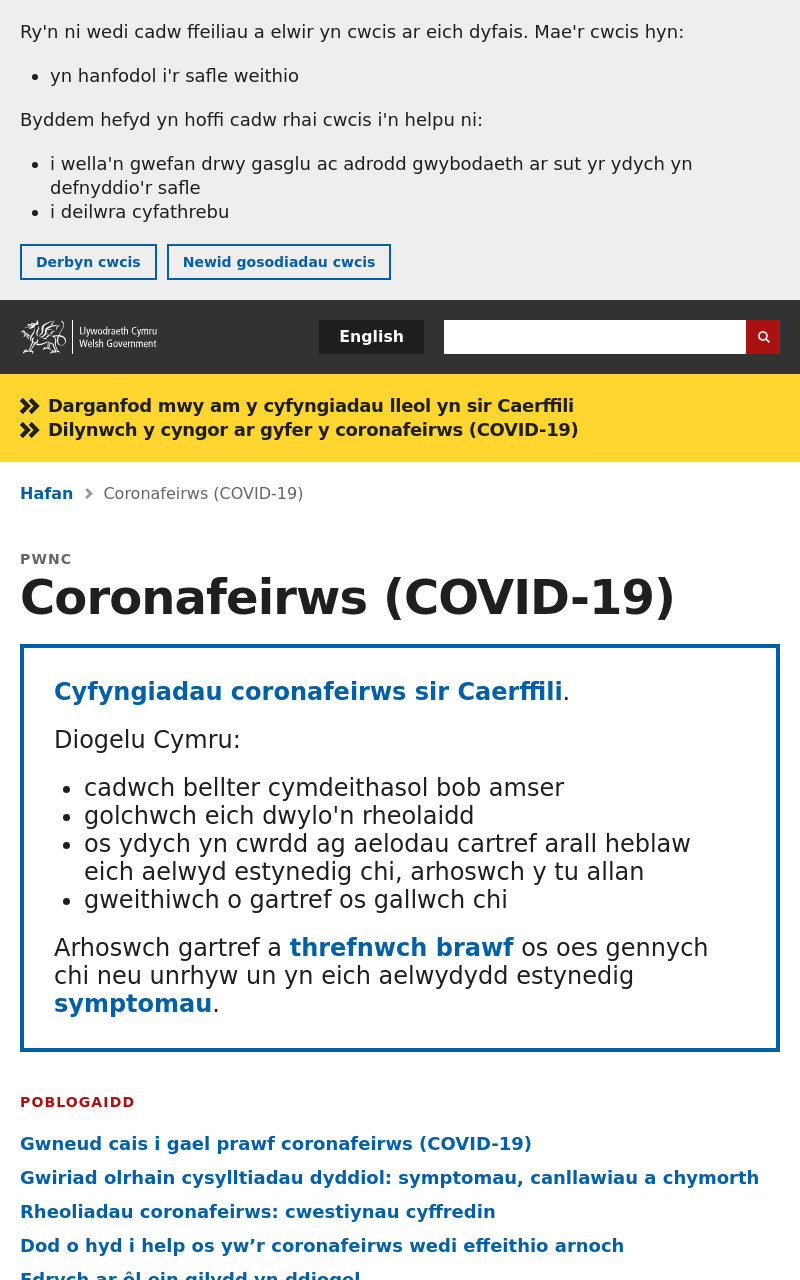 Ry'n ni wedi cadw ffeiliau a elwir yn cwcis ar eich dyfais. Mae'r cwcis hyn:
yn hanfodol i'r safle weithio
Byddem hefyd yn hoffi cadw rhai cwcis i'n helpu ni:
i wella'n gwefan drwy gasglu ac adrodd gwybodaeth ar sut yr ydych yn
defnyddio'r safle
i deilwra cyfathrebu
Derbyn cwcis Newid gosodiadau cwcis
Llywodraeth Cymru
Welsh Government
English
Darganfod mwy am y cyfyngiadau lleol yn sir Caerffili
Dilynwch y cyngor ar gyfer y coronafeirws (COVID-19)
Hafan Coronafeirws (COVID-19)
PWNC
Coronafeirws (COVID-19)
Cyfyngiadau coronafeirws sir Caerffili.
Diogelu Cymru:
cadwch bellter cymdeithasol bob amser
golchwch eich dwylo'n rheolaidd
os ydych yn cwrdd ag aelodau cartref arall heblaw
eich aelwyd estynedig chi, arhoswch y tu allan
gweithiwch o gartref os gallwch chi
Arhoswch gartref a threfnwch brawf os oes gennych
chi neu unrhyw un yn eich aelwydydd estynedig
symptomau.
POBLOGAIDD
Gwneud cais i gael prawf coronafeirws (COVID-19)
Gwiriad olrhain cysylltiadau dyddiol: symptomau, canllawiau a chymorth
Rheoliadau coronafeirws: cwestiynau cyffredin
Dod o hyd i help os yw’r coronafeirws wedi effeithio arnoch
Edrych ar ôl ein gilydd yn ddiogel